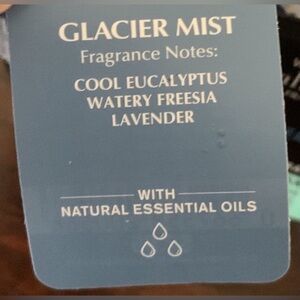 GLACIER MIST
Fragrance Notes:
COOL EUCALYPTUS
WATERY FREESIA
LAVENDER
WITH
NATURAL ESSENTIAL OILS